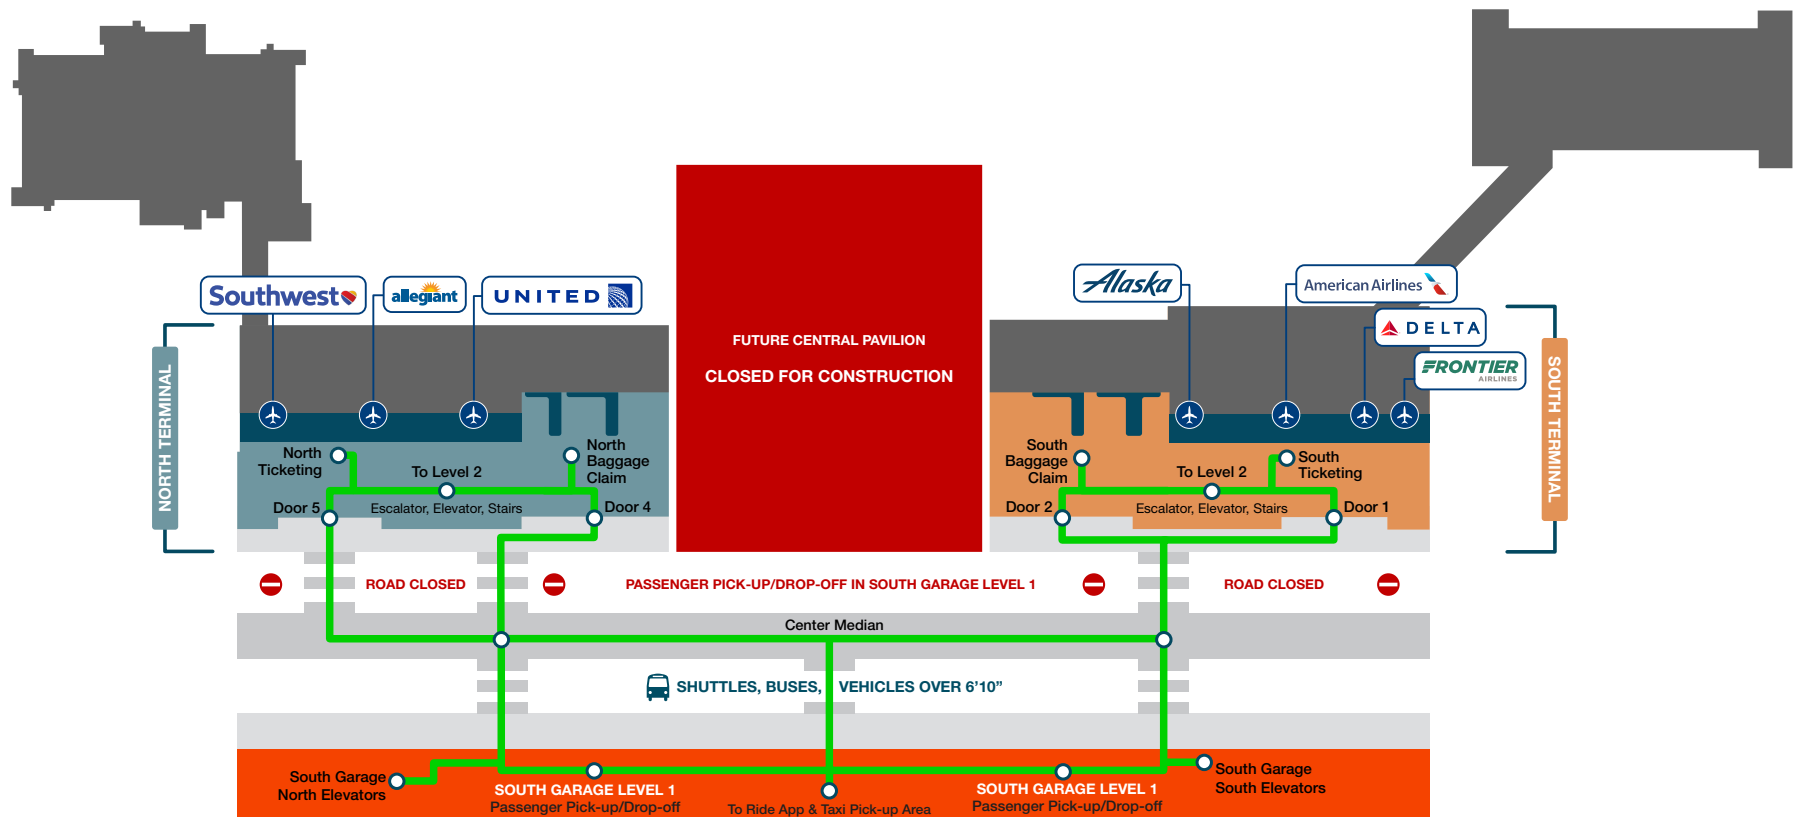 Southwest
allegiant
UNITED
Alaska
American Airlines
DELTA
FRONTIER
AIRLINES
NORTH TERMINAL
SOUTH TERMINAL
FUTURE CENTRAL PAVILION
CLOSED FOR CONSTRUCTION
North
Ticketing
To Level 2
North
Baggage
Claim
Door 5
Escalator, Elevator, Stairs
Door 4
South
Baggage
Claim
To Level 2
South
Ticketing
Door 2
Escalator, Elevator, Stairs
Door 1
ROAD CLOSED
PASSENGER PICK-UP/DROP-OFF IN SOUTH GARAGE LEVEL 1
ROAD CLOSED
Center Median
SHUTTLES, BUSES, VEHICLES OVER 6’10”
South Garage
North Elevators
SOUTH GARAGE LEVEL 1
Passenger Pick-up/Drop-off
To Ride App & Taxi Pick-up Area
SOUTH GARAGE LEVEL 1
Passenger Pick-up/Drop-off
South Garage
South Elevators